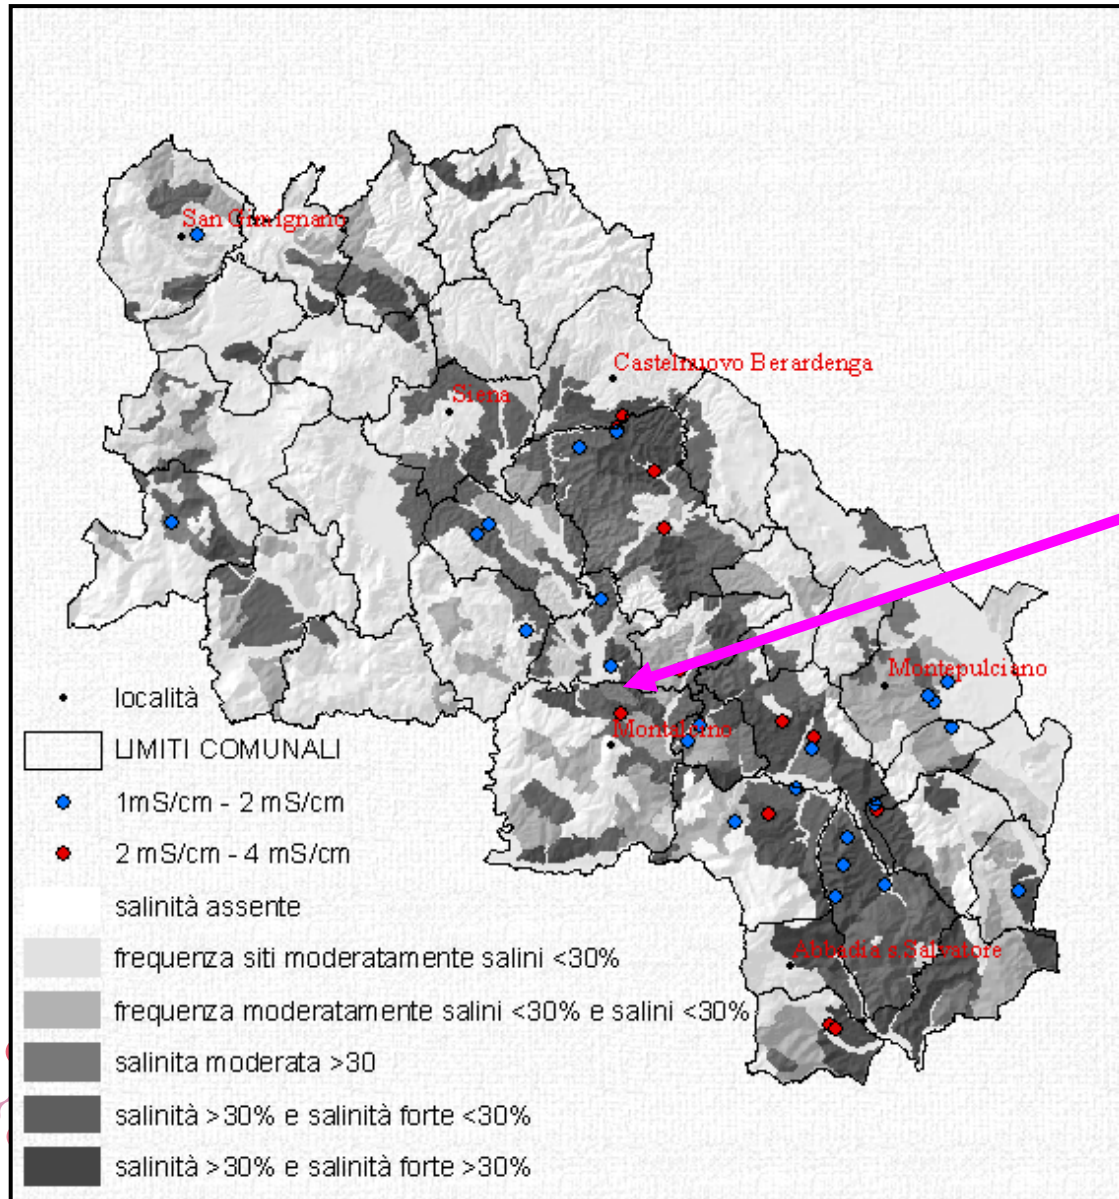 San Gimignano
Castelnuovo Berardenga
Siena
Montepulciano
Montalcino
Abbadia s.Salvatore
località
LIMITI COMUNALI
1mS/cm - 2 mS/cm
2 mS/cm - 4 mS/cm
salinità assente
frequenza siti moderatamente salini <30%
frequenza moderatamente salini <30% e salini <30%
salinita moderata >30
salinità >30% e salinità forte <30%
salinità >30% e salinità forte >30%